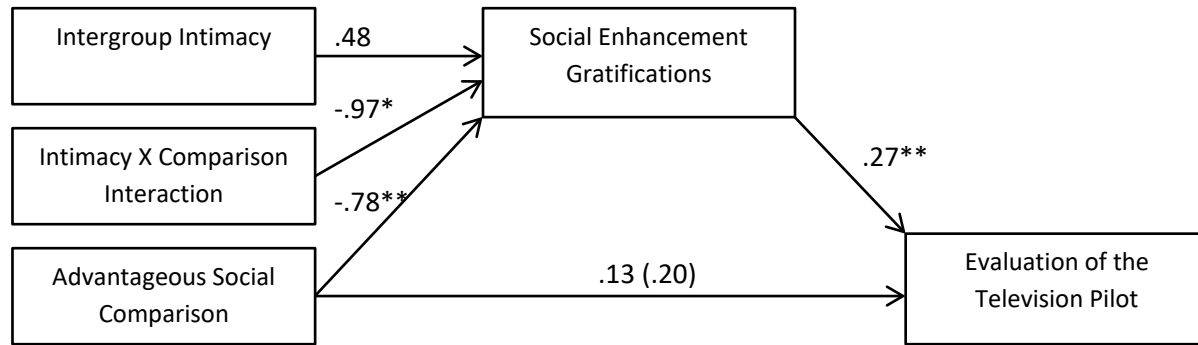 Intergroup Intimacy
.48
Social Enhancement
Gratifications
-.97*
Intimacy X Comparison
Interaction
-.78**
.27**
Advantageous Social
Comparison
.13 (.20)
Evaluation of the
Television Pilot